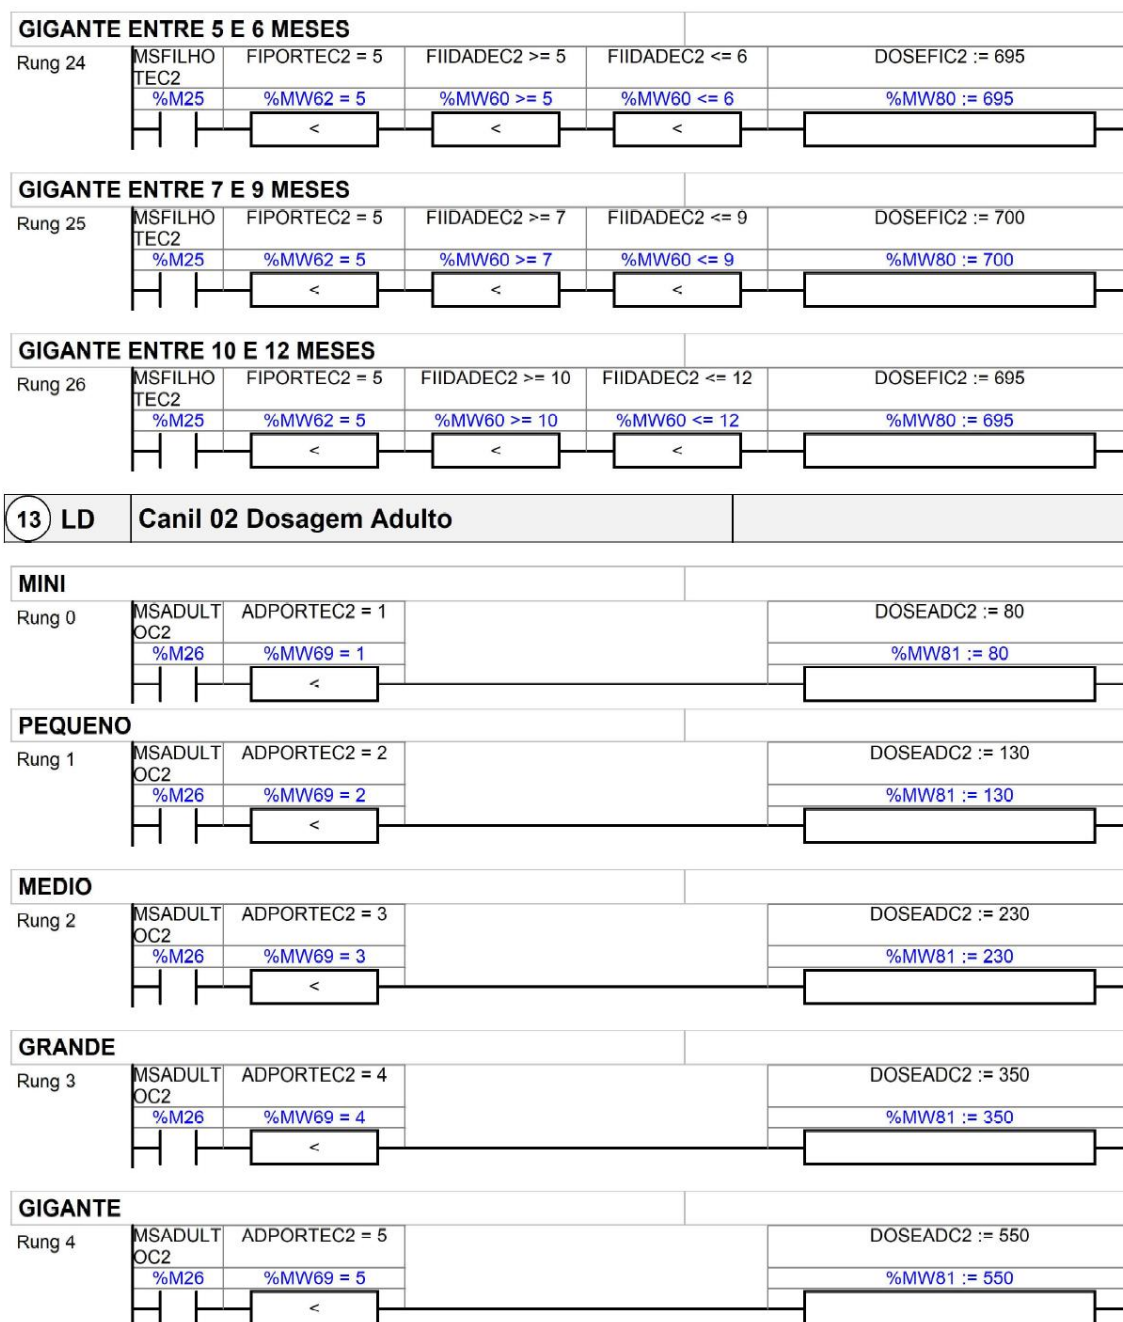 GIGANTE ENTRE 5 E 6 MESES
Rung 24
MSFILHO FIPORTEC2 = 5 FIIDADEC2 >= 5 FIIDADEC2 <= 6 DOSEFIC2 := 695
TEC2
%M25 %MW62 = 5 %MW60 >= 5 %MW60 <= 6 %MW80 := 695
< < <
GIGANTE ENTRE 7 E 9 MESES
Rung 25
MSFILHO FIPORTEC2 = 5 FIIDADEC2 >= 7 FIIDADEC2 <= 9 DOSEFIC2 := 700
TEC2
%M25 %MW62 = 5 %MW60 >= 7 %MW60 <= 9 %MW80 := 700
< < <
GIGANTE ENTRE 10 E 12 MESES
Rung 26
MSFILHO FIPORTEC2 = 5 FIIDADEC2 >= 10 FIIDADEC2 <= 12 DOSEFIC2 := 695
TEC2
%M25 %MW62 = 5 %MW60 >= 10 %MW60 <= 12 %MW80 := 695
< < <
13 LD Canil 02 Dosagem Adulto
MINI
Rung 0
MSADULT ADPORTEC2 = 1 DOSEADC2 := 80
OC2
%M26 %MW69 = 1 %MW81 := 80
<
PEQUENO
Rung 1
MSADULT ADPORTEC2 = 2 DOSEADC2 := 130
OC2
%M26 %MW69 = 2 %MW81 := 130
<
MEDIO
Rung 2
MSADULT ADPORTEC2 = 3 DOSEADC2 := 230
OC2
%M26 %MW69 = 3 %MW81 := 230
<
GRANDE
Rung 3
MSADULT ADPORTEC2 = 4 DOSEADC2 := 350
OC2
%M26 %MW69 = 4 %MW81 := 350
<
GIGANTE
Rung 4
MSADULT ADPORTEC2 = 5 DOSEADC2 := 550
OC2
%M26 %MW69 = 5 %MW81 := 550
<